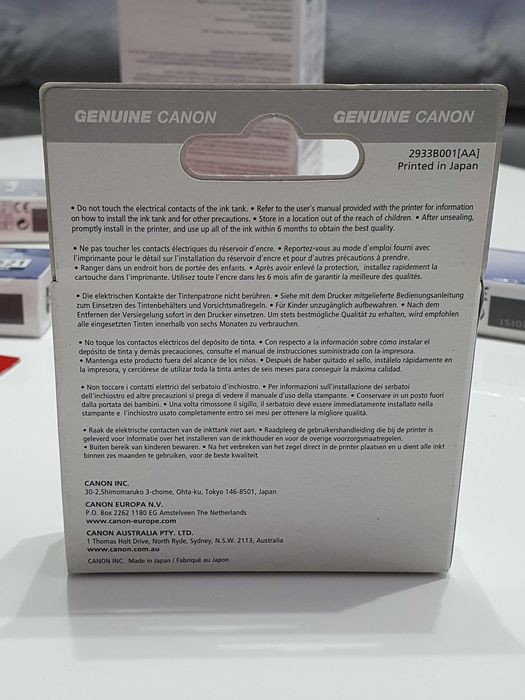 GENUINE CANON GENUINE CANON
2933B001[AA]
Printed in Japan
• Do not touch the electrical contacts of the ink tank. • Refer to the user's manual provided with the printer for information
on how to install the ink tank and for other precautions. • Store in a location out of the reach of children. • After unsealing,
promptly install in the printer, and use up all of the ink within 6 months to obtain the best quality.
• Ne pas toucher les contacts électriques du réservoir d'encre. • Reportez-vous au mode d'emploi fourni avec
l'imprimante pour le détail sur l'installation du réservoir d'encre et pour d'autres précautions à prendre.
• Ranger dans un endroit hors de portée des enfants. • Après avoir enlevé la protection, installez rapidement la
cartouche dans l'imprimante. Utilisez toute l'encre dans les 6 mois afin de garantir la meilleure des qualités.
• Die elektrischen Kontakte der Tintenpatrone nicht berühren. • Siehe mit dem Drucker mitgelieferte Bedienungsanleitung
zum Einsetzen des Tintenbehälters und Vorsichtsmaßregeln. • Für Kinder unzugänglich aufbewahren. • Nach dem
Entfernen der Versiegelung sofort in den Drucker einsetzen. Um stets bestmögliche Qualität zu erhalten, wird empfohlen
alle eingesetzten Tinten innerhalb von sechs Monaten zu verbrauchen.
• No toque los contactos eléctricos del depósito de tinta. • Con respecto a la información sobre cómo instalar el
depósito de tinta y demás precauciones, consulte el manual de instrucciones suministrado con la impresora.
• Mantenga este producto fuera del alcance de los niños. • Después de haber quitado el sello, instálelo rápidamente en
la impresora, y cerciórese de utilizar toda la tinta antes de seis meses para conseguir la máxima calidad.
• Non toccare i contatti elettrici del serbatoio d'inchiostro. • Per informazioni sull'installazione dei serbatoi
dell'inchiostro ed altre precauzioni si prega di vedere il manuale d'uso della stampante. • Conservare in un posto fuori
dalla portata dei bambini. • Una volta rimossone il sigillo, il serbatoio deve essere immediatamente installato nella
stampante e l'inchiostro usato completamente entro sei mesi per ottenere la migliore qualità.
• Raak de elektrische contacten van de inkttank niet aan. • Raadpleeg de gebruikershandleiding die bij de printer is
geleverd voor informatie over het installeren van de inkthouder en voor de overige voorzorgsmaatregelen.
• Buiten bereik van kinderen bewaren. • Na het verbreken van het zegel direct in de printer plaatsen en u dient alle inkt
binnen zes maanden te gebruiken, voor de beste kwaliteit.
CANON INC.
30-2,Shimomaruko 3-chome, Ohta-ku, Tokyo 146-8501, Japan
CANON EUROPA N.V.
P.O. Box 2262 1180 EG Amstelveen The Netherlands
www.canon-europe.com
CANON AUSTRALIA PTY. LTD.
1 Thomas Holt Drive, North Ryde, Sydney, N.S.W. 2113, Australia
www.canon.com.au
CANON INC. Made in Japan / Fabriqué au Japon